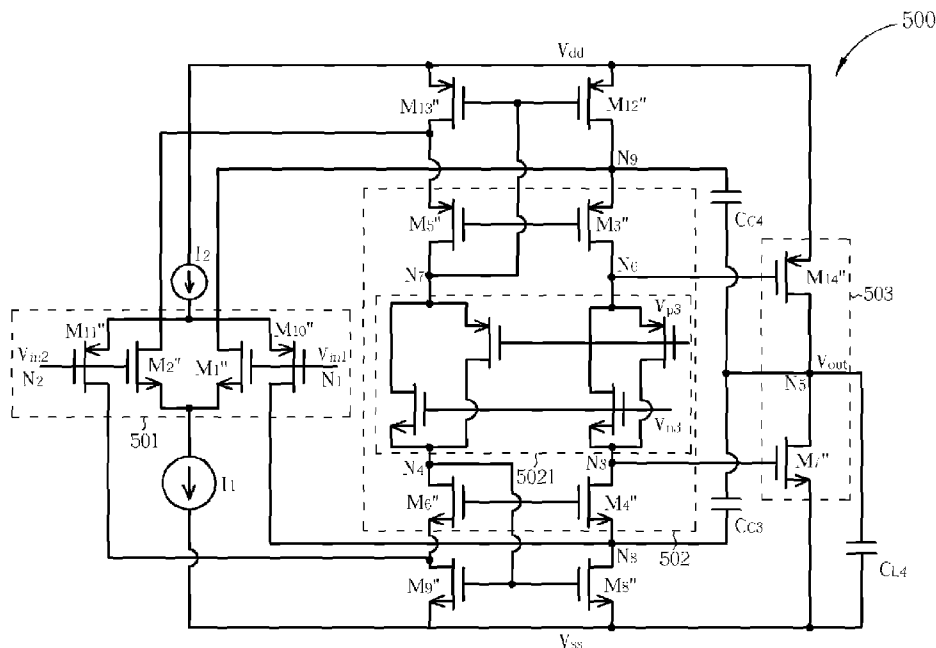 500
Vdd
M13"
M12"
N9
M5"
M3"
CC4
I2
N7
N6
M14"
503
M11"
M10"
Vp3
Vin2
M2"
M1"
Vin1
Vout
N2
N1
N5
501
Vn3
N4
N3
5021
M7"
I1
M6"
M4"
CC3
N8
502
CL4
M9"
M8"
Vss